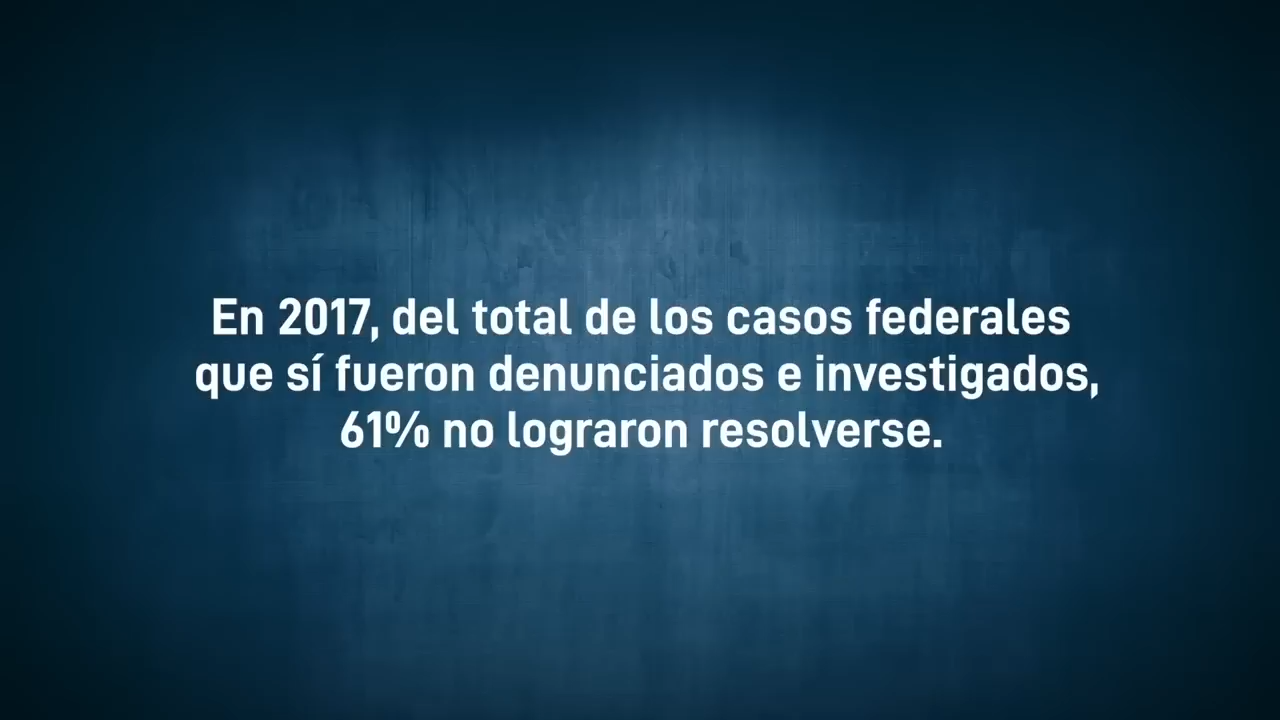 En 2017, del total de los casos federales
que sí fueron denunciados e investigados,
61% no lograron resolverse.